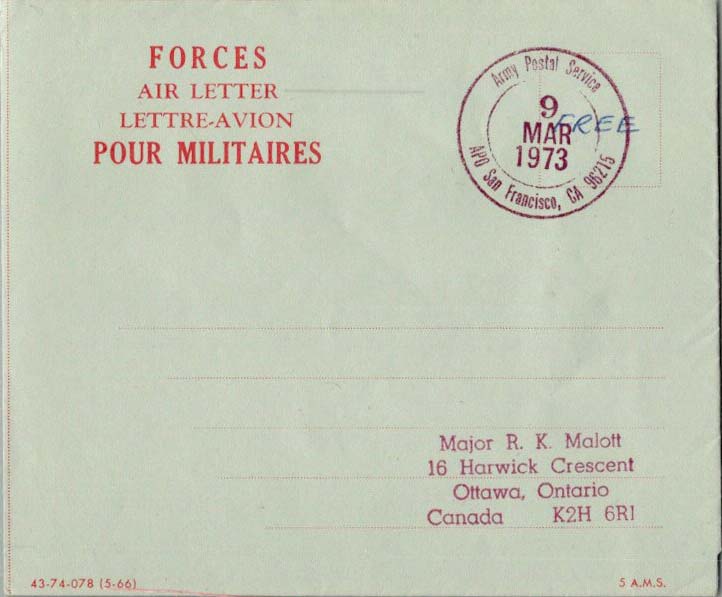 FORCES
AIR LETTER
LETTRE-AVION
POUR MILITAIRES
Army Postal Service
9
MAR
1973
APO San Francisco, CA 96215
FREE
Major R. K. Malott
16 Harwick Crescent
Ottawa, Ontario
Canada K2H 6R1
43-74-078 (5-66)
5 A.M.S.